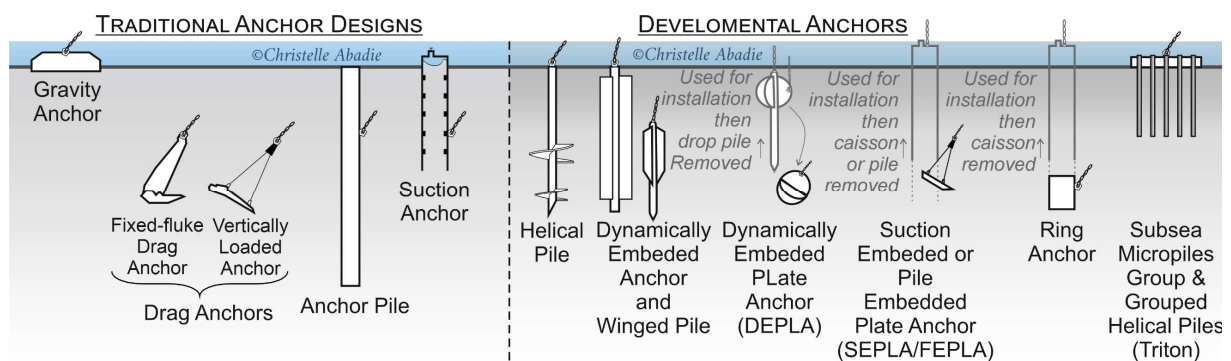 TRADITIONAL ANCHOR DESIGNS
©Christelle Abadie
Gravity
Anchor
Fixed-fluke
Drag
Anchor
Vertically
Loaded
Anchor
Drag Anchors
Anchor Pile
Suction
Anchor
DEVELOMENTAL ANCHORS
©Christelle Abadie
Helical
Pile
Dynamically
Embeded
Anchor
and
Winged Pile
Used for
installation
then
drop pile
Removed
Dynamically
Embeded
PLate
Anchor
(DEPLA)
Used for
installation
then
caisson
or pile
removed
Suction
Embeded or
Pile
Embedded
Plate Anchor
(SEPLA/FEPLA)
Used for
installation
then
caisson
removed
Ring
Anchor
Subsea
Micropiles
Group &
Grouped
Helical Piles
(Triton)